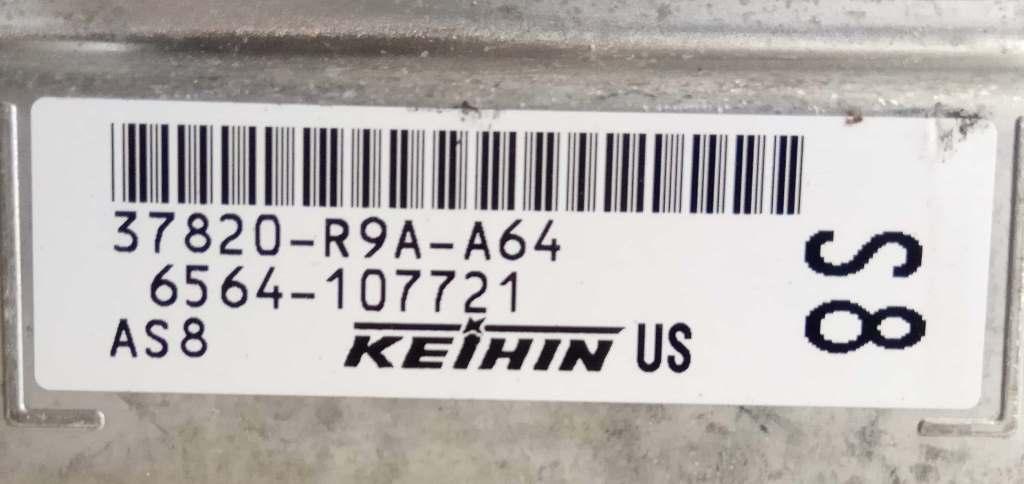 37820-R9A-A64
6564-107721
AS8 KEIHIN US
S8